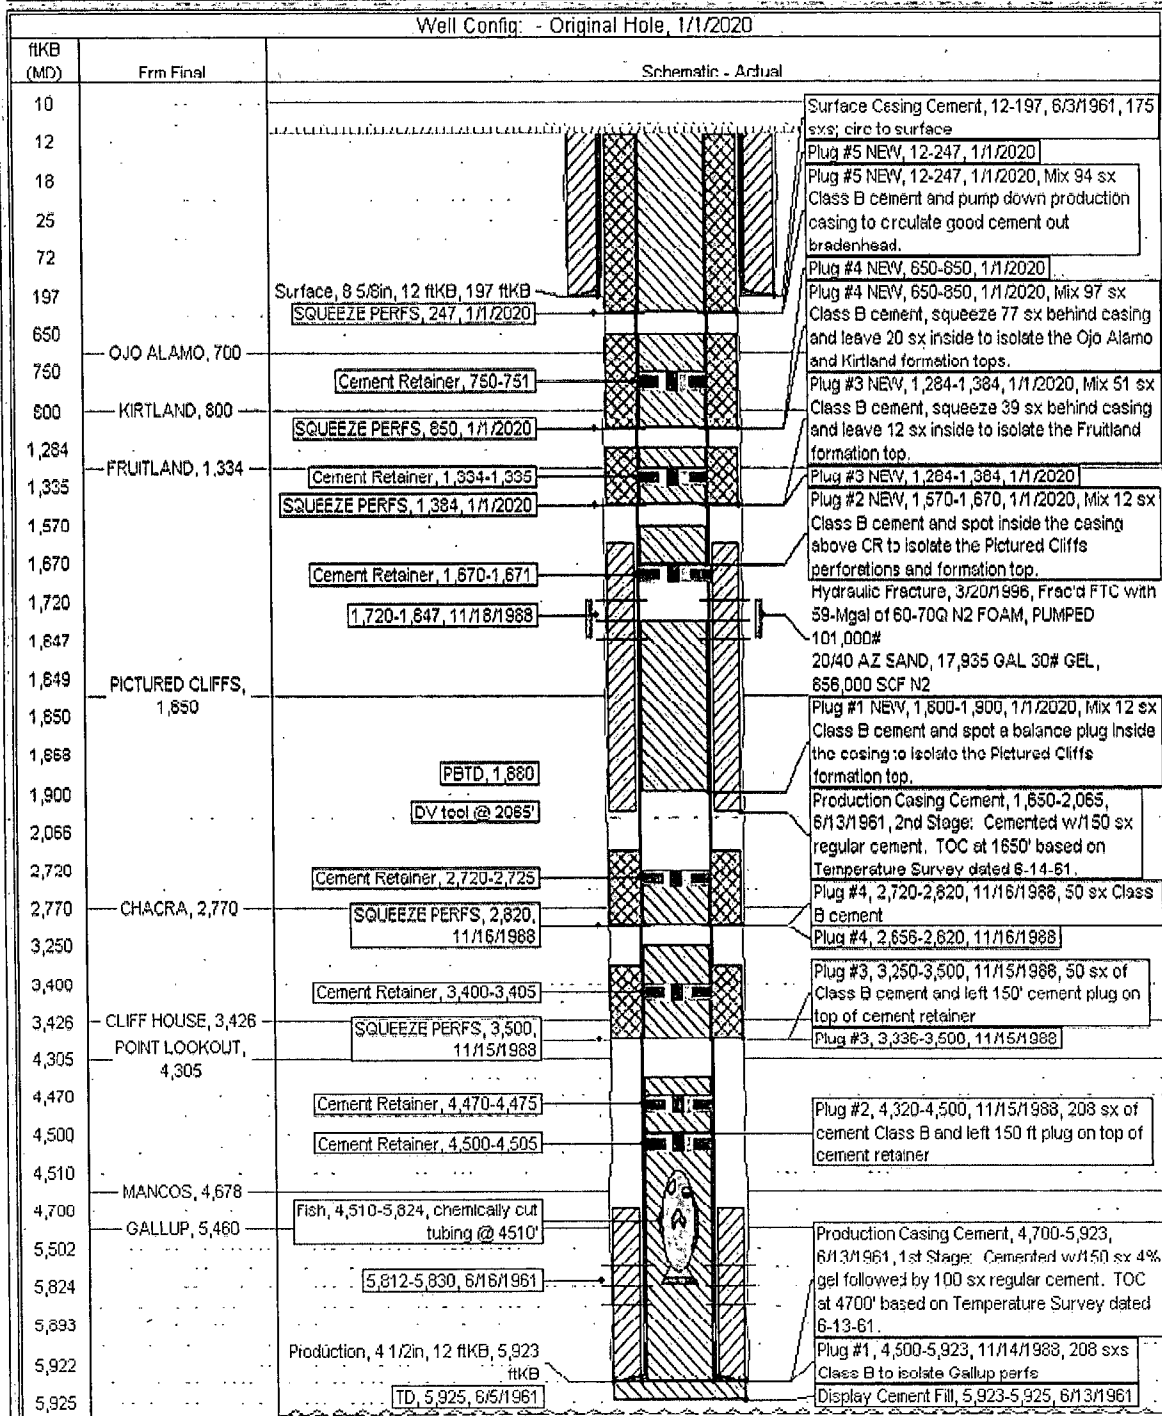 Well Config: - Original Hole, 1/1/2020
ftKB
(MD)
Frm Final
Schematic - Actual
10
12
18
25
72
197
650
750
800
1,284
1,335
1,570
1,670
1,720
1,847
1,849
1,850
1,868
1,900
2,066
2,720
2,770
3,250
3,400
3,426
4,305
4,470
4,500
4,510
4,700
5,502
5,824
5,893
5,922
5,925
OJO ALAMO, 700
KIRTLAND, 800
FRUITLAND, 1,334
PICTURED CLIFFS,
1,850
CHACRA, 2,770
CLIFF HOUSE, 3,426
POINT LOOKOUT,
4,305
MANCOS, 4,678
GALLUP, 5,460
Surface, 8 5/8in, 12 ftKB, 197 ftKB
SQUEEZE PERFS, 247, 1/1/2020
Cement Retainer, 750-751
SQUEEZE PERFS, 850, 1/1/2020
Cement Retainer, 1,334-1,335
SQUEEZE PERFS, 1,384, 1/1/2020
Cement Retainer, 1,670-1,671
1,720-1,847, 11/18/1988
PBTD, 1,880
DV tool @ 2065'
Cement Retainer, 2,720-2,725
SQUEEZE PERFS, 2,820,
11/16/1988
Cement Retainer, 3,400-3,405
SQUEEZE PERFS, 3,500,
11/15/1988
Cement Retainer, 4,470-4,475
Cement Retainer, 4,500-4,505
Fish, 4,510-5,824, chemically cut
tubing @ 4510'
5,812-5,830, 6/16/1961
Production, 4 1/2in, 12 ftKB, 5,923
ftKB
TD, 5,925, 6/5/1961
Surface Casing Cement, 12-197, 6/3/1961, 175
sxs; circ to surface
Plug #5 NEW, 12-247, 1/1/2020
Plug #5 NEW, 12-247, 1/1/2020, Mix 94 sx
Class B cement and pump down production
casing to circulate good cement out
bradenhead.
Plug #4 NEW, 650-850, 1/1/2020
Plug #4 NEW, 650-850, 1/1/2020, Mix 97 sx
Class B cement, squeeze 77 sx behind casing
and leave 20 sx inside to isolate the Ojo Alamo
and Kirtland formation tops.
Plug #3 NEW, 1,284-1,384, 1/1/2020, Mix 51 sx
Class B cement, squeeze 39 sx behind casing
and leave 12 sx inside to isolate the Fruitland
formation top.
Plug #3 NEW, 1,284-1,384, 1/1/2020
Plug #2 NEW, 1,570-1,670, 1/1/2020, Mix 12 sx
Class B cement and spot inside the casing
above CR to isolate the Pictured Cliffs
perforations and formation top.
Hydraulic Fracture, 3/20/1996, Frac'd FTC with
59-Mgal of 60-70Q N2 FOAM, PUMPED
101,000#
20/40 AZ SAND, 17,935 GAL 30# GEL,
656,000 SCF N2
Plug #1 NEW, 1,800-1,900, 1/1/2020, Mix 12 sx
Class B cement and spot a balance plug inside
the casing to isolate the Pictured Cliffs
formation top.
Production Casing Cement, 1,650-2,065,
6/13/1961, 2nd Stage: Cemented w/150 sx
regular cement. TOC at 1650' based on
Temperature Survey dated 6-14-61.
Plug #4, 2,720-2,820, 11/16/1988, 50 sx Class
B cement
Plug #4, 2,656-2,820, 11/16/1988
Plug #3, 3,250-3,500, 11/15/1988, 50 sx of
Class B cement and left 150' cement plug on
top of cement retainer
Plug #3, 3,336-3,500, 11/15/1988
Plug #2, 4,320-4,500, 11/15/1988, 208 sx of
cement Class B and left 150 ft plug on top of
cement retainer
Production Casing Cement, 4,700-5,923,
6/13/1961, 1st Stage: Cemented w/150 sx 4%
gel followed by 100 sx regular cement. TOC
at 4700' based on Temperature Survey dated
6-13-61.
Plug #1, 4,500-5,923, 11/14/1988, 208 sxs
Class B to isolate Gallup perfs
Display Cement Fill, 5,923-5,925, 6/13/1961